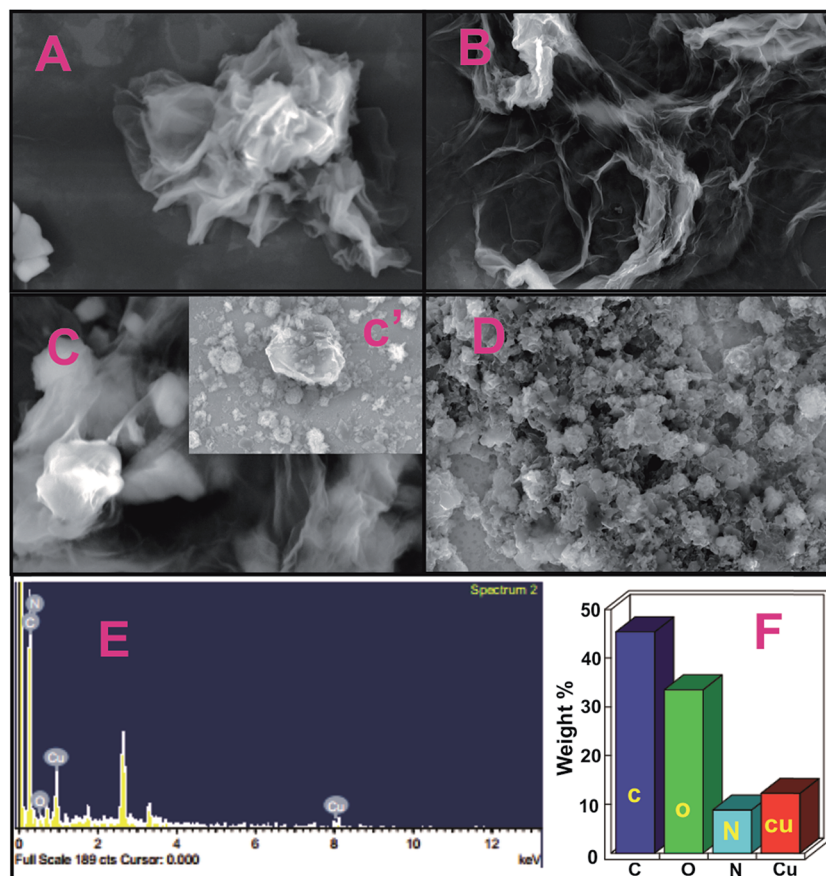 A
B
C
c’
D
E
Spectrum 2
N
C
Cu
O
Cu
0
2
4
6
8
10
12
Full Scale 189 cts Cursor: 0.000
keV
F
Weight %
50
40
30
20
10
0
c
o
N
cu
C
O
N
Cu